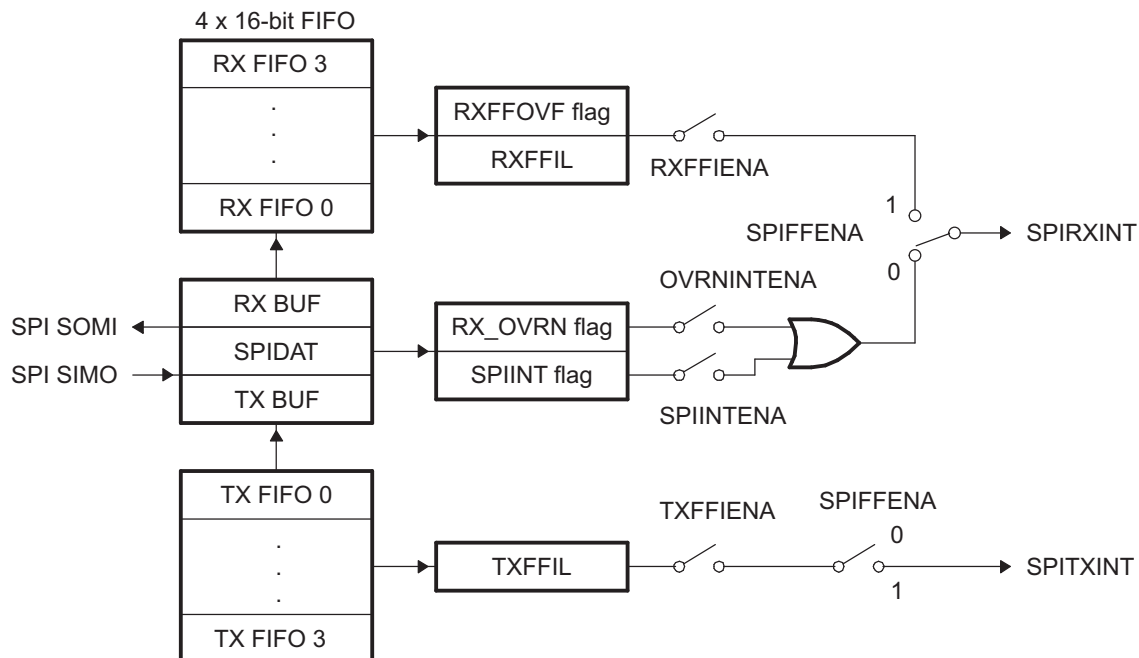 4 x 16-bit FIFO
RX FIFO 3
.
.
.
RX FIFO 0
RXFFOVF flag
RXFFIL
RXFFIENA
1
SPIFFENA
0
SPIRXINT
RX BUF
SPIDAT
TX BUF
SPI SOMI
SPI SIMO
RX_OVRN flag
SPIINT flag
OVRNINTENA
SPIINTENA
TX FIFO 0
.
.
.
TX FIFO 3
TXFFIL
TXFFIENA
SPIFFENA
0
1
SPITXINT